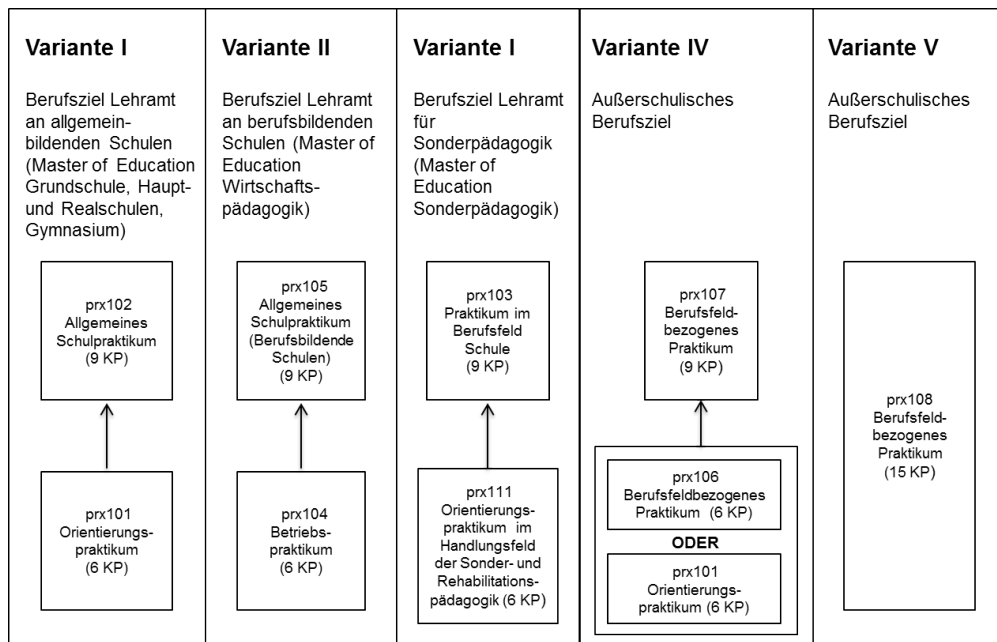 Variante I
Berufsziel Lehramt
an allgemein-
bildenden Schulen
(Master of Education
Grundschule, Haupt-
und Realschulen,
Gymnasium)
prx102
Allgemeines
Schulpraktikum
(9 KP)
prx101
Orientierungs-
praktikum
(6 KP)
Variante II
Berufsziel Lehramt
an berufsbildenden
Schulen (Master of
Education
Wirtschafts-
pädagogik)
prx105
Allgemeines
Schulpraktikum
(Berufsbildende
Schulen)
(9 KP)
prx104
Betriebs-
praktikum
(6 KP)
Variante I
Berufsziel Lehramt
für
Sonderpädagogik
(Master of
Education
Sonderpädagogik)
prx103
Praktikum im
Berufsfeld
Schule
(9 KP)
prx111
Orientierungs-
praktikum im
Handlungsfeld
der Sonder- und
Rehabilitations-
pädagogik (6 KP)
Variante IV
Außerschulisches
Berufsziel
prx107
Berufsfeld-
bezogenes
Praktikum
(9 KP)
prx106
Berufsfeldbezogenes
Praktikum (6 KP)
ODER
prx101
Orientierungs-
praktikum (6 KP)
Variante V
Außerschulisches
Berufsziel
prx108
Berufsfeld-
bezogenes
Praktikum
(15 KP)